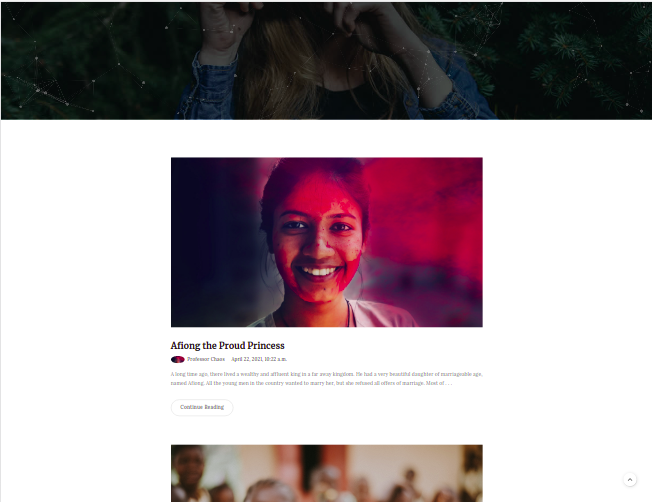 Afiong the Proud Princess
Professor Chaos April 22, 2021, 10:22 a.m.
A long time ago, there lived a wealthy and affluent king in a far away kingdom. He had a very beautiful daughter of marriageable age,
named Afiong. All the young men in the country wanted to marry her, but she refused all offers of marriage. Most of . . .
Continue Reading